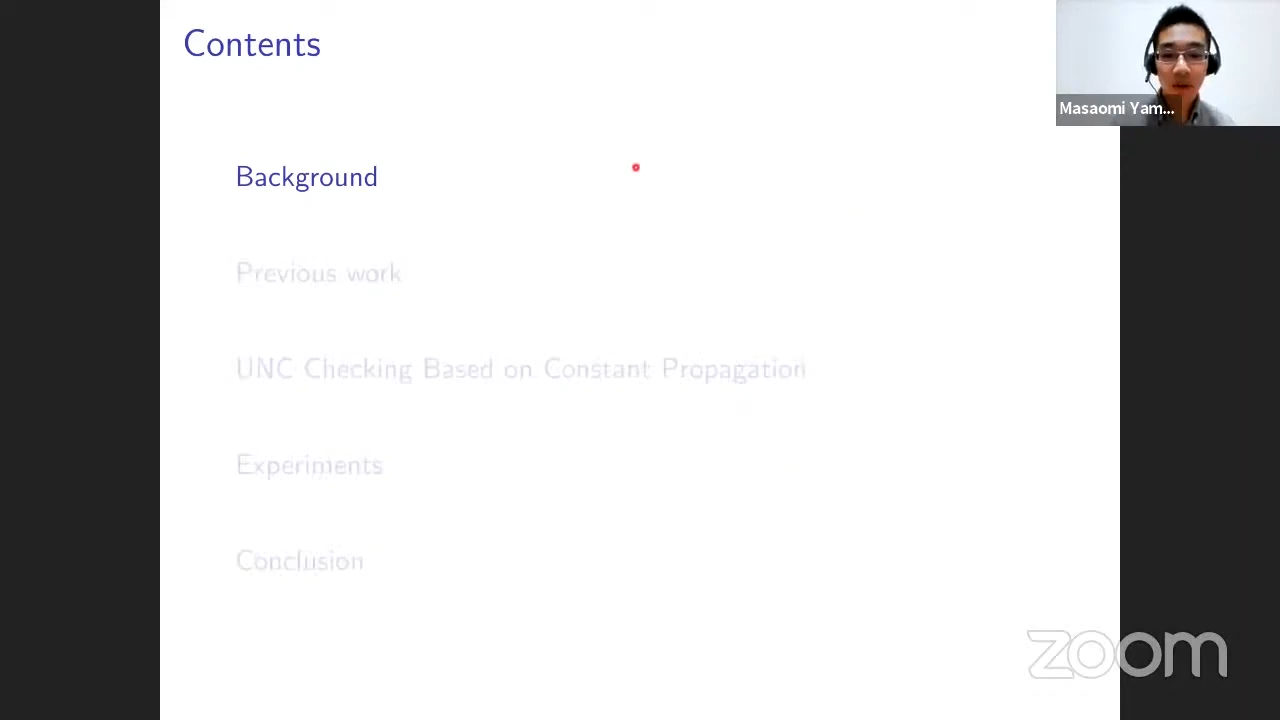 Contents
Masaomi Yam...
Background
Previous work
UNC Checking Based on Constant Propagation
Experiments
Conclusion
zoom